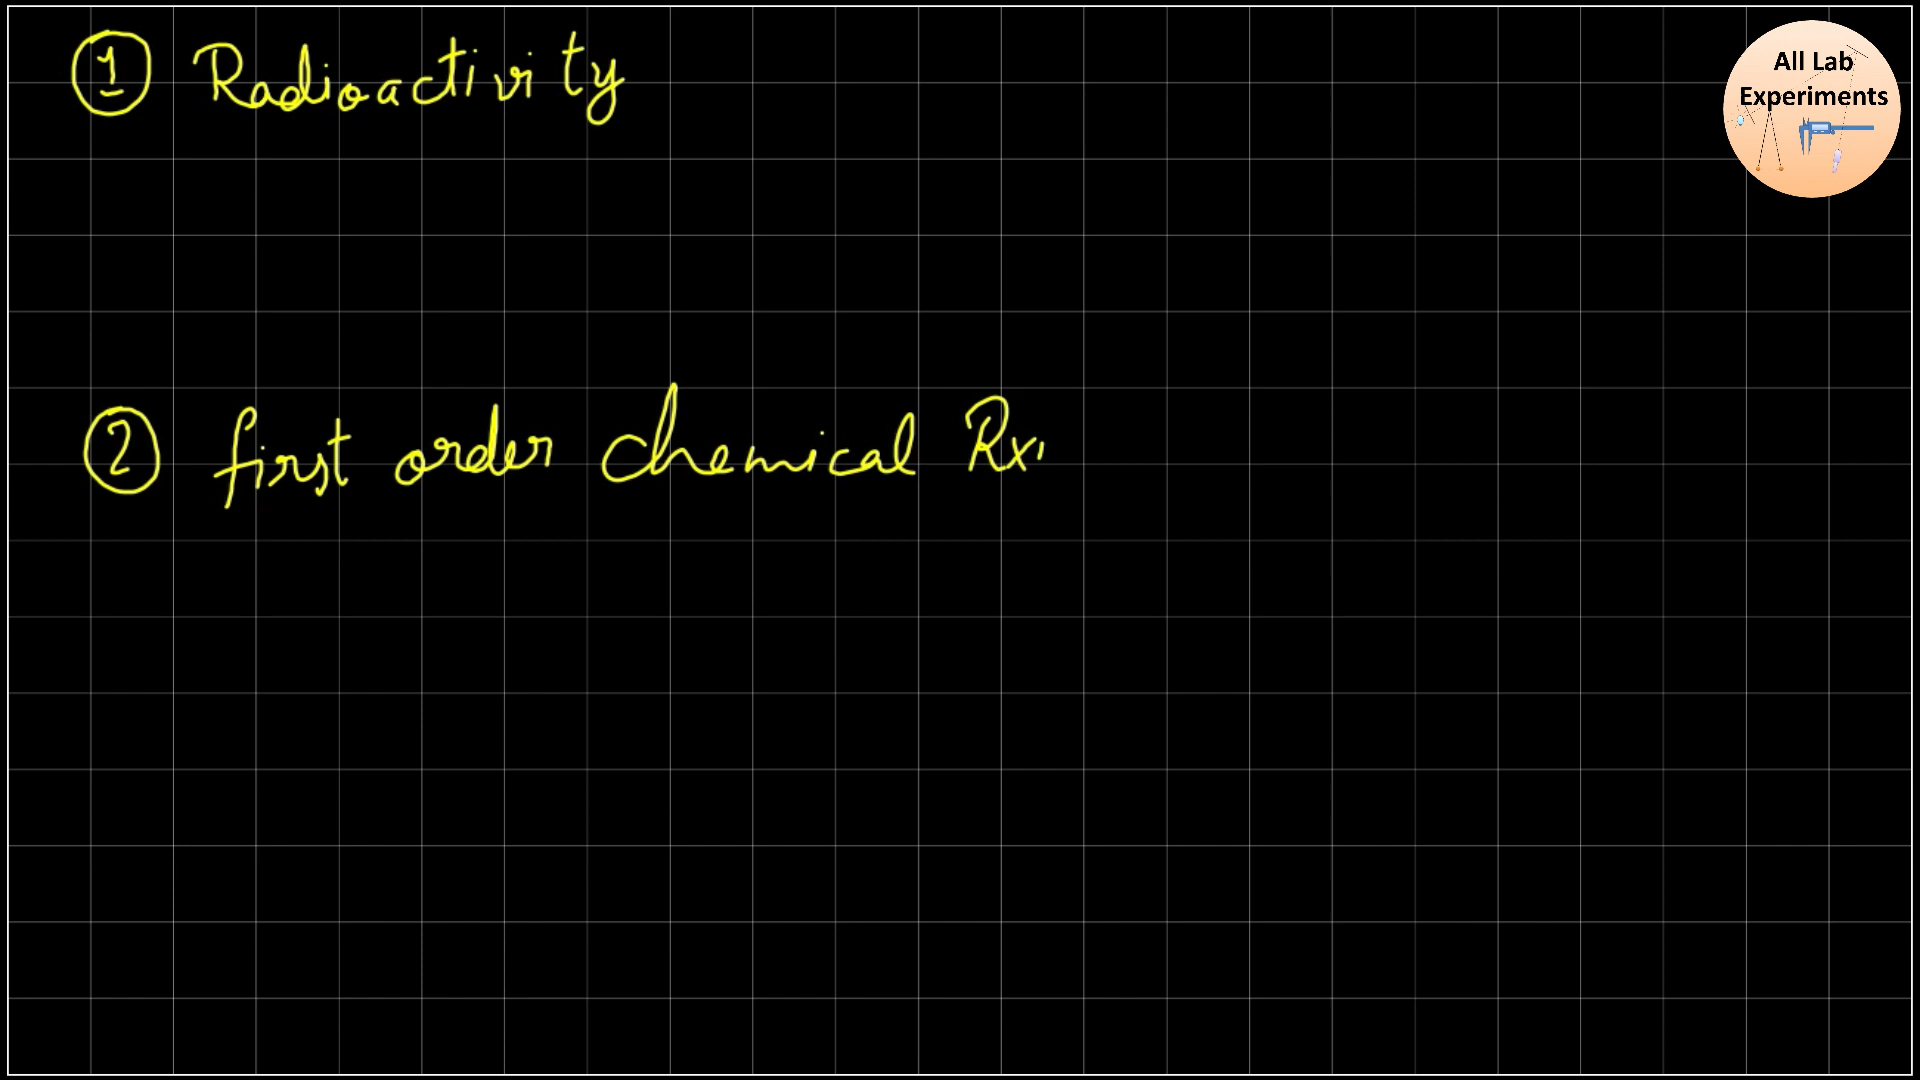 ① Radioactivity
All Lab
Experiments
② first order chemical Rx